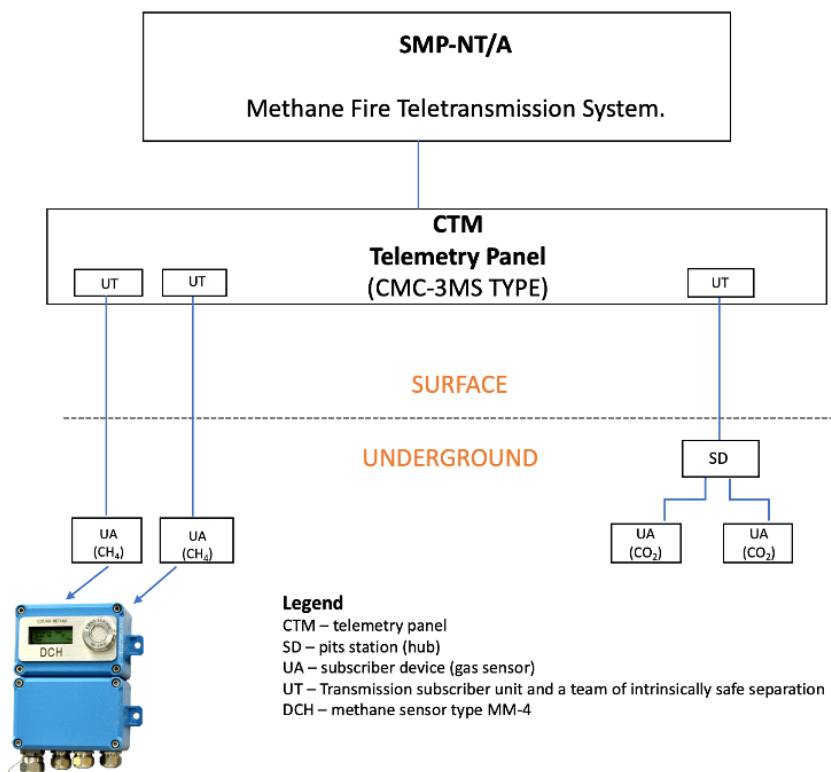 SMP-NT/A
Methane Fire Teletransmission System.
CTM
Telemetry Panel
(CMC-3MS TYPE)
UT
UT
UT
SURFACE
UNDERGROUND
SD
UA
(CH₄)
UA
(CH₄)
UA
(CO₂)
UA
(CO₂)
DCH
Legend
CTM – telemetry panel
SD – pits station (hub)
UA – subscriber device (gas sensor)
UT – Transmission subscriber unit and a team of intrinsically safe separation
DCH – methane sensor type MM-4